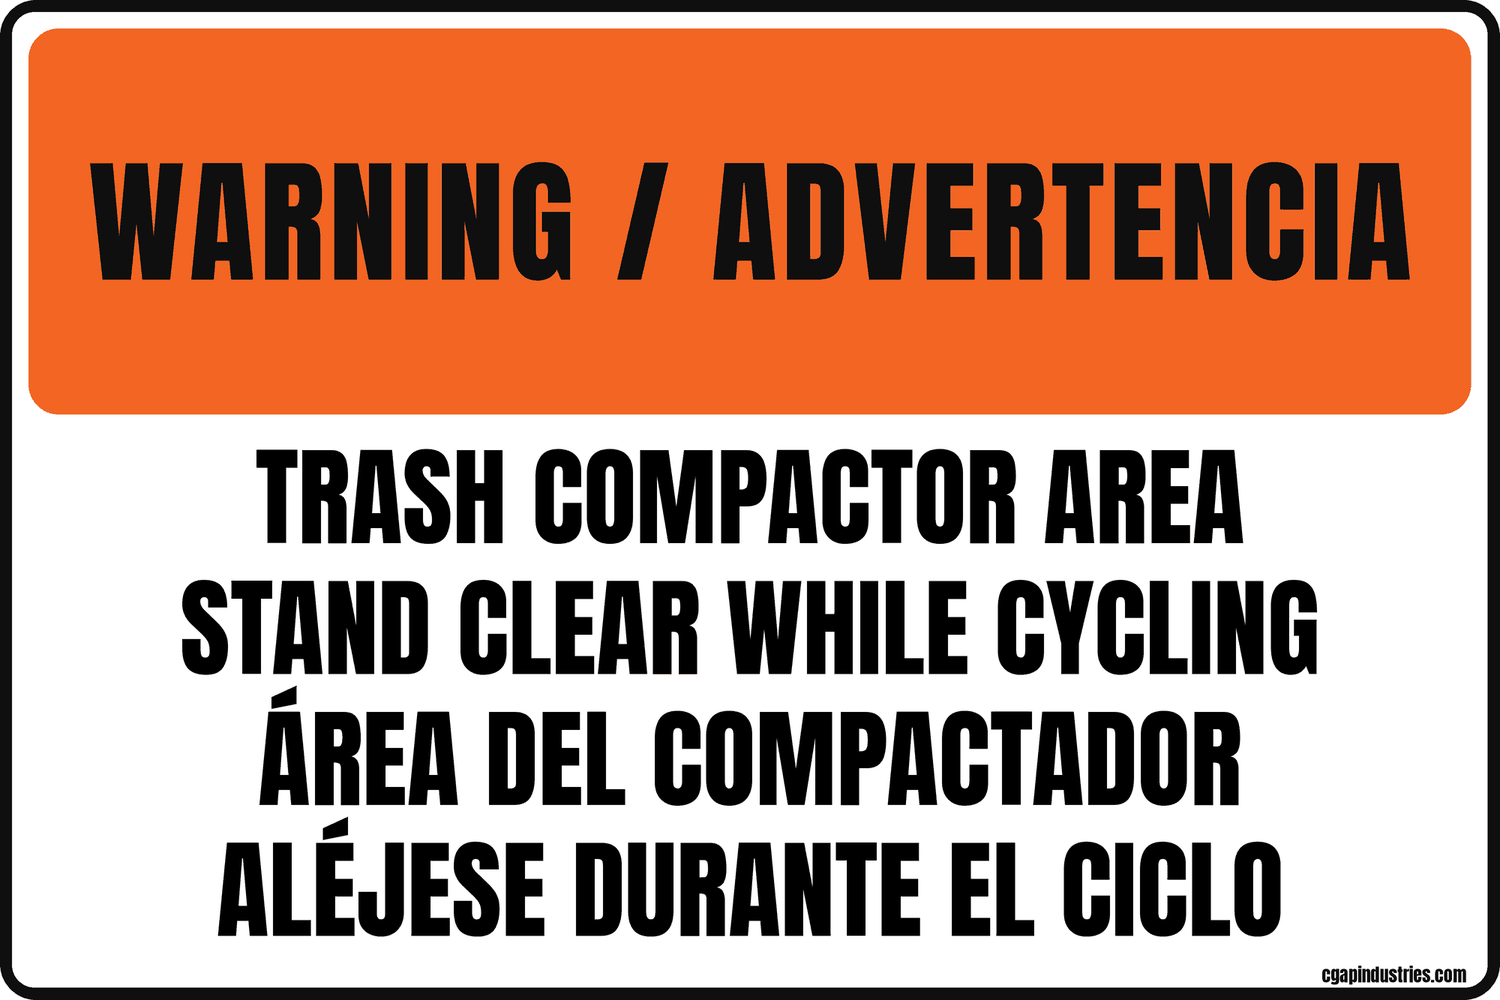 WARNING / ADVERTENCIA
TRASH COMPACTOR AREA
STAND CLEAR WHILE CYCLING
ÁREA DEL COMPACTADOR
ALÉJESE DURANTE EL CICLO
cgapindustries.com